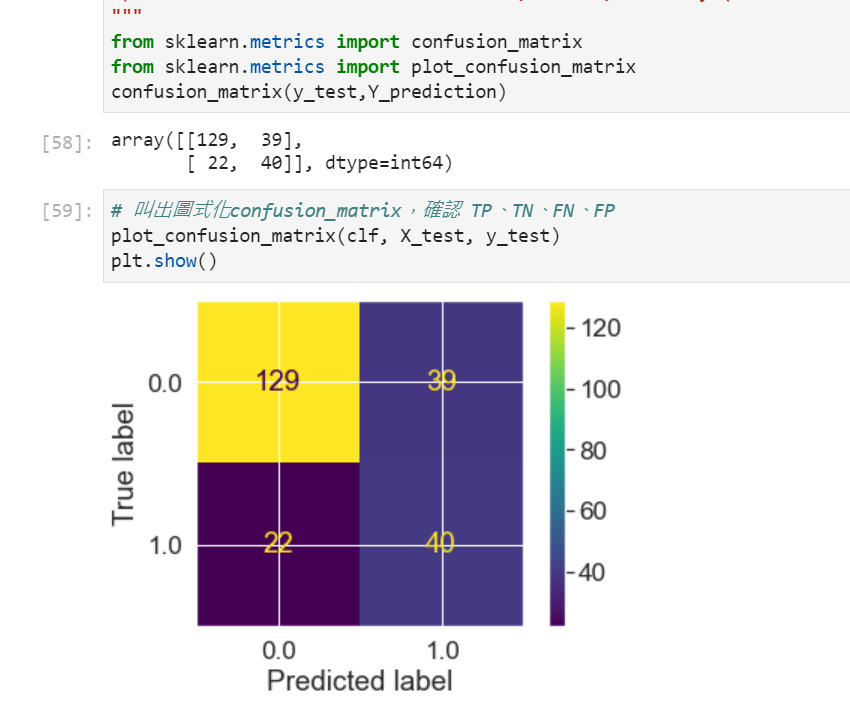 """
from sklearn.metrics import confusion_matrix
from sklearn.metrics import plot_confusion_matrix
confusion_matrix(y_test,Y_prediction)
[58]: array([[129,  39],
       [ 22,  40]], dtype=int64)
[59]: # 叫出圖式化confusion_matrix，確認 TP、TN、FN、FP
plot_confusion_matrix(clf, X_test, y_test)
plt.show()
120
100
80
60
40
True label
0.0
1.0
129
39
22
40
0.0
1.0
Predicted label